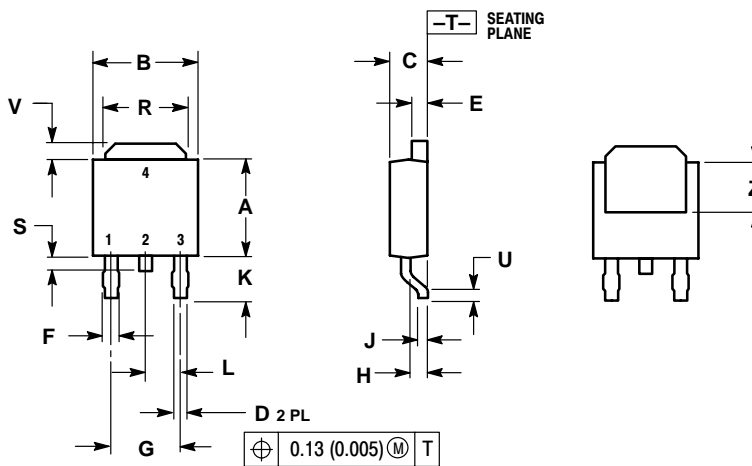 –T– SEATING
PLANE
B
C
V
R
E
4
A
Z
S
1 2 3
K
U
F
J
L
H
D 2 PL
G
⌖ 0.13 (0.005) Ⓜ T